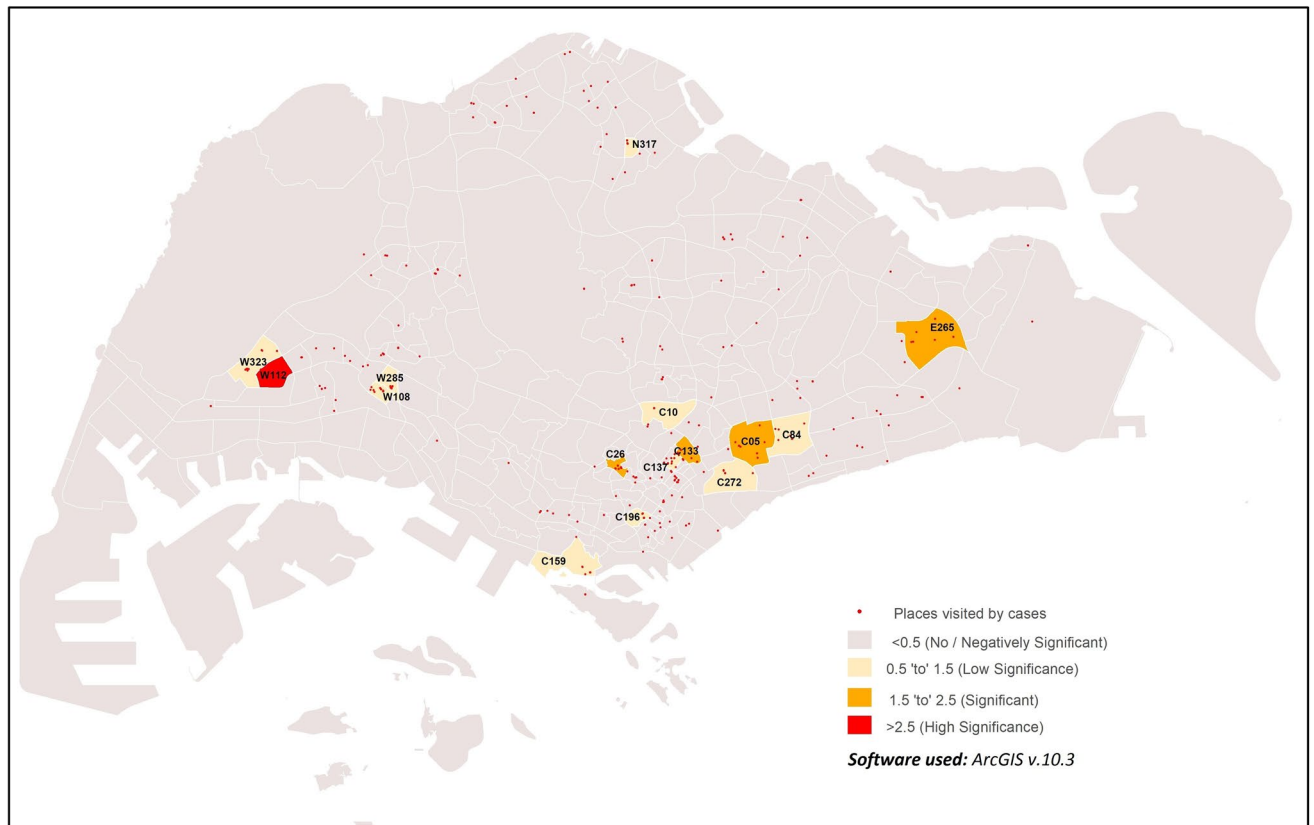 N317
E265
W323
W112
W285
W108
C10
C84
C05
C133
C26
C137
C272
C196
C159
Places visited by cases
<0.5 (No / Negatively Significant)
0.5 'to' 1.5 (Low Significance)
1.5 'to' 2.5 (Significant)
>2.5 (High Significance)
Software used: ArcGIS v.10.3